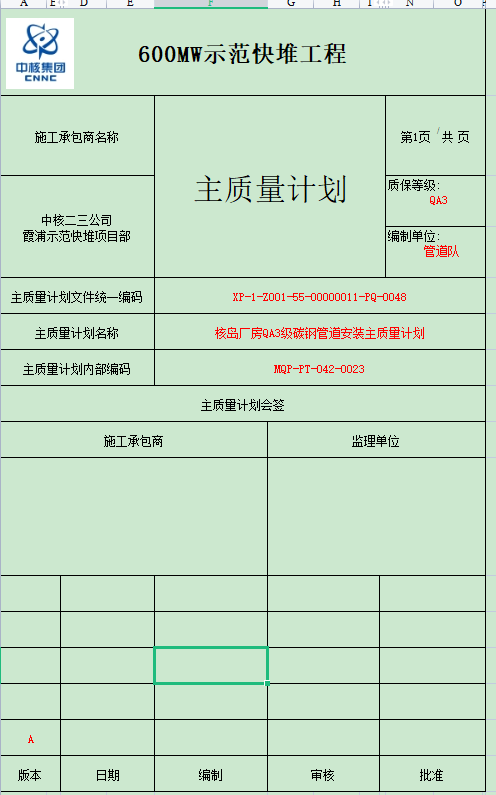 A E D E F G H I N O P
中核集团
CNNC
600MW示范快堆工程
施工承包商名称
主质量计划
第1页 / 共 页
中核二三公司
霞浦示范快堆项目部
质保等级:
QA3
编制单位:
管道队
主质量计划文件统一编码
XP-1-Z001-55-00000011-PQ-0048
主质量计划名称
核岛厂房QA3级碳钢管道安装主质量计划
主质量计划内部编码
MQP-PT-042-0023
主质量计划会签
施工承包商
监理单位
A
版本
日期
编制
审核
批准